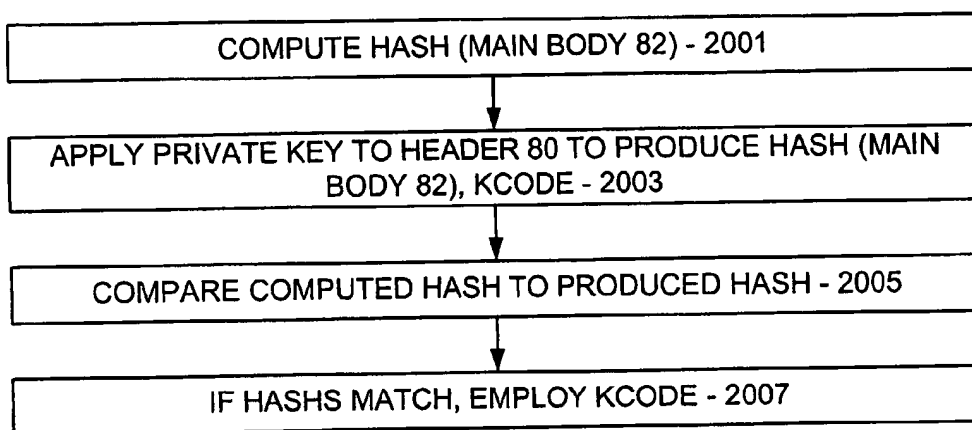 COMPUTE HASH (MAIN BODY 82) - 2001
APPLY PRIVATE KEY TO HEADER 80 TO PRODUCE HASH (MAIN
BODY 82), KCODE - 2003
COMPARE COMPUTED HASH TO PRODUCED HASH - 2005
IF HASHS MATCH, EMPLOY KCODE - 2007